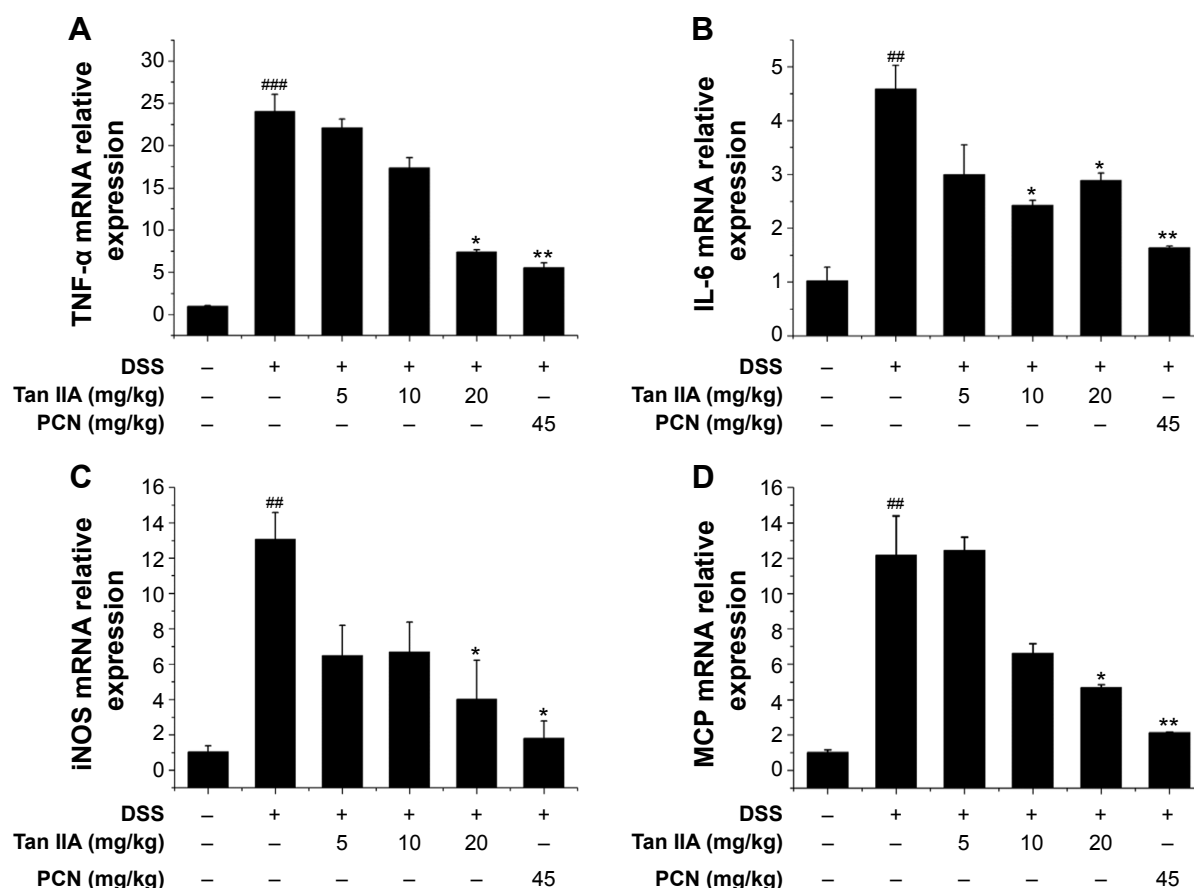 A
TNF-α mRNA relative
expression
30
25
20
15
10
5
0
###
*
**
DSS – + + + + +
Tan IIA (mg/kg) – – 5 10 20 –
PCN (mg/kg) – – – – – 45
B
IL-6 mRNA relative
expression
5
4
3
2
1
0
##
*
*
**
DSS – + + + + +
Tan IIA (mg/kg) – – 5 10 20 –
PCN (mg/kg) – – – – – 45
C
iNOS mRNA relative
expression
16
14
12
10
8
6
4
2
0
##
*
*
DSS – + + + + +
Tan IIA (mg/kg) – – 5 10 20 –
PCN (mg/kg) – – – – – 45
D
MCP mRNA relative
expression
16
14
12
10
8
6
4
2
0
##
*
**
DSS – + + + + +
Tan IIA (mg/kg) – – 5 10 20 –
PCN (mg/kg) – – – – – 45